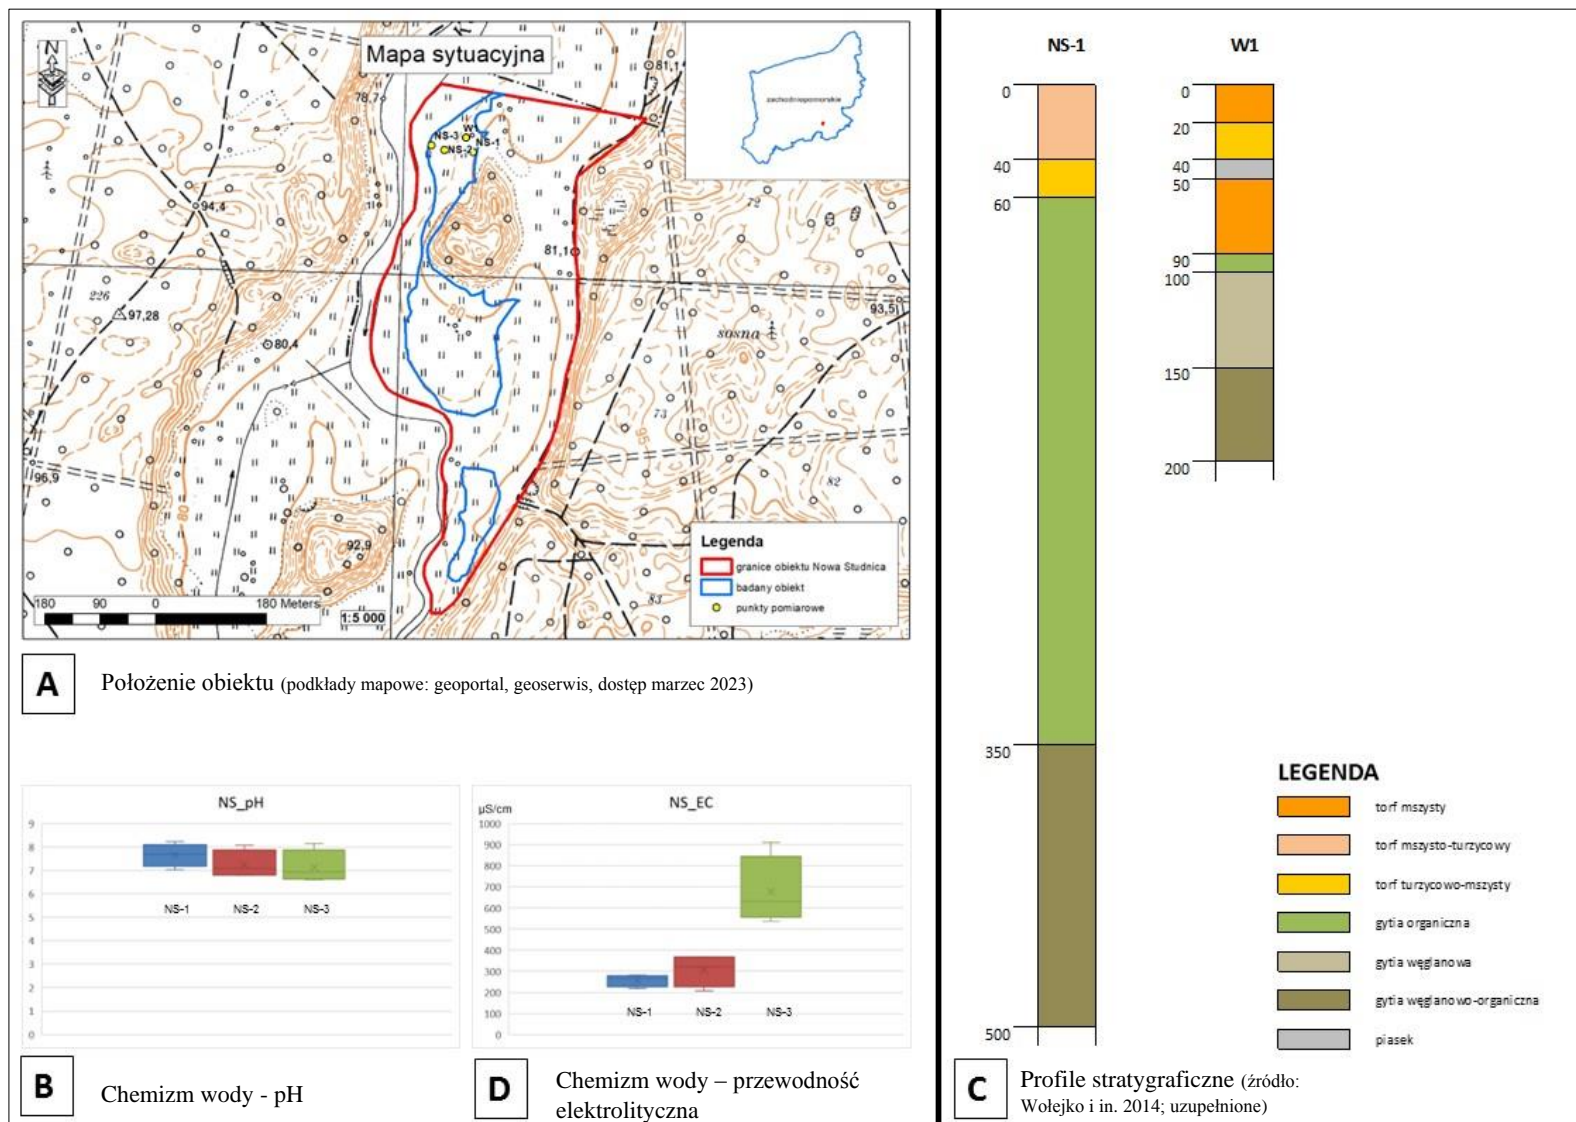 Mapa sytuacyjna
N
zachodniopomorskie
K
81,1
78,7
W1
NS-3
NS-1
NS-2
94,4
72
81,1
226
97,28
80
93,5
sosna
80,4
73
95
96,9
80
82
92,9
83
Legenda
granice obiektu Nowa Studnica
badany obiekt
punkty pomiarowe
180 90 0 180 Meters
1:5 000
A
Położenie obiektu (podkłady mapowe: geoportal, geoserwis, dostęp marzec 2023)
NS_pH
9
8
7
6
5
4
3
2
1
0
NS-1 NS-2 NS-3
B
Chemizm wody - pH
NS_EC
µS/cm
1000
900
800
700
600
500
400
300
200
100
0
NS-1 NS-2 NS-3
D
Chemizm wody – przewodność
elektrolityczna
NS-1
0
40
60
350
500
W1
0
20
40
50
90
100
150
200
LEGENDA
torf mszysty
torf mszysto-turzycowy
torf turzycowo-mszysty
gytia organiczna
gytia węglanowa
gytia węglanowo-organiczna
piasek
C
Profile stratygraficzne (źródło:
Wołejko i in. 2014; uzupełnione)